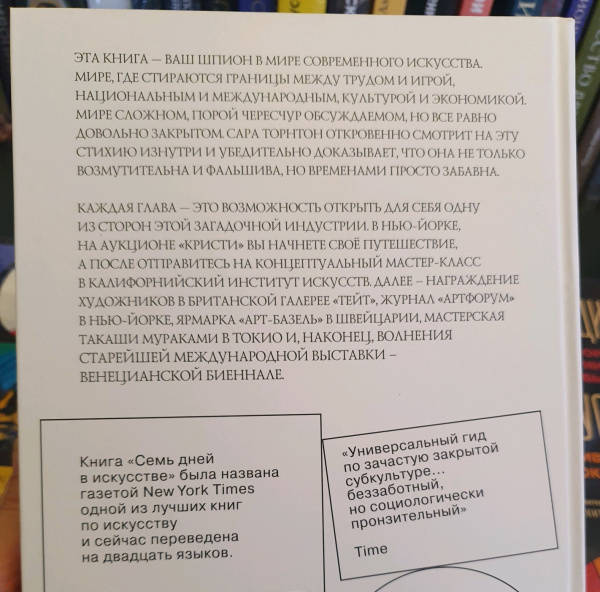 ЭТА КНИГА — ВАШ ШПИОН В МИРЕ СОВРЕМЕННОГО ИСКУССТВА.
МИРЕ, ГДЕ СТИРАЮТСЯ ГРАНИЦЫ МЕЖДУ ТРУДОМ И ИГРОЙ,
НАЦИОНАЛЬНЫМ И МЕЖДУНАРОДНЫМ, КУЛЬТУРОЙ И ЭКОНОМИКОЙ.
МИРЕ СЛОЖНОМ, ПОРОЙ ЧЕРЕСЧУР ОБСУЖДАЕМОМ, НО ВСЕ РАВНО
ДОВОЛЬНО ЗАКРЫТОМ. САРА ТОРНТОН ОТКРОВЕННО СМОТРИТ НА ЭТУ
СТИХИЮ ИЗНУТРИ И УБЕДИТЕЛЬНО ДОКАЗЫВАЕТ, ЧТО ОНА НЕ ТОЛЬКО
ВОЗМУТИТЕЛЬНА И ФАЛЬШИВА, НО ВРЕМЕНАМИ ПРОСТО ЗАБАВНА.
КАЖДАЯ ГЛАВА — ЭТО ВОЗМОЖНОСТЬ ОТКРЫТЬ ДЛЯ СЕБЯ ОДНУ
ИЗ СТОРОН ЭТОЙ ЗАГАДОЧНОЙ ИНДУСТРИИ. В НЬЮ-ЙОРКЕ,
НА АУКЦИОНЕ «КРИСТИ» ВЫ НАЧНЕТЕ СВОЁ ПУТЕШЕСТВИЕ,
А ПОСЛЕ ОТПРАВИТЕСЬ НА КОНЦЕПТУАЛЬНЫЙ МАСТЕР-КЛАСС
В КАЛИФОРНИЙСКИЙ ИНСТИТУТ ИСКУССТВ. ДАЛЕЕ – НАГРАЖДЕНИЕ
ХУДОЖНИКОВ В БРИТАНСКОЙ ГАЛЕРЕЕ «ТЕЙТ», ЖУРНАЛ «АРТФОРУМ»
В НЬЮ-ЙОРКЕ, ЯРМАРКА «АРТ-БАЗЕЛЬ» В ШВЕЙЦАРИИ, МАСТЕРСКАЯ
ТАКАШИ МУРАКАМИ В ТОКИО И, НАКОНЕЦ, ВОЛНЕНИЯ
СТАРЕЙШЕЙ МЕЖДУНАРОДНОЙ ВЫСТАВКИ –
ВЕНЕЦИАНСКОЙ БИЕННАЛЕ.
Книга «Семь дней
в искусстве» была названа
газетой New York Times
одной из лучших книг
по искусству
и сейчас переведена
на двадцать языков.
«Универсальный гид
по зачастую закрытой
субкультуре...
беззаботный,
но социологически
пронзительный»
Time